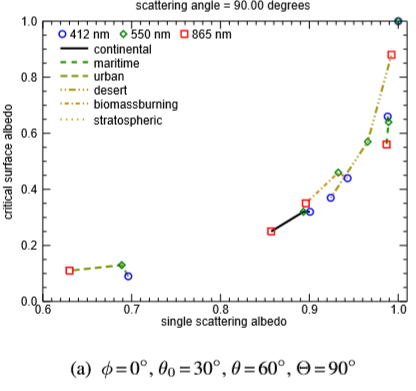 scattering angle = 90.00 degrees
1.0
412 nm 550 nm 865 nm
continental
maritime
urban
desert
biomassburning
stratospheric
0.8
0.6
0.4
0.2
0.0
critical surface albedo
0.6 0.7 0.8 0.9 1.0
single scattering albedo
(a) ϕ=0°, θ₀=30°, θ=60°, Θ=90°